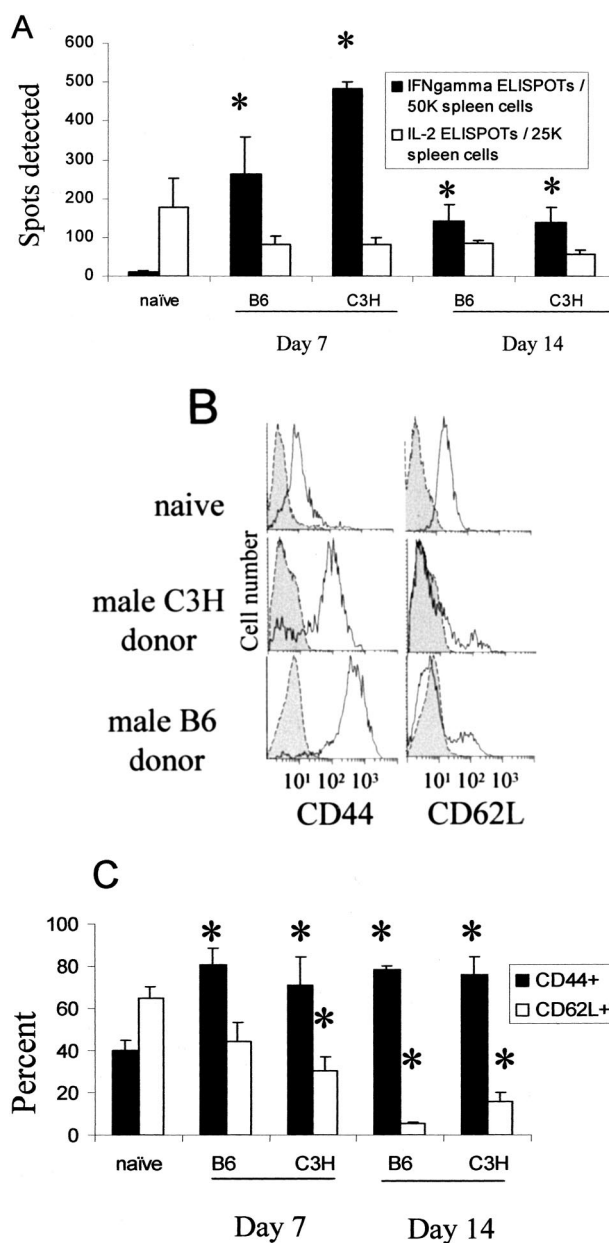 A
600
500
400
300
200
100
0
Spots detected
*
*
*
*
IFNgamma ELISPOTs /
50K spleen cells
IL-2 ELISPOTs / 25K
spleen cells
naïve
B6
C3H
B6
C3H
Day 7
Day 14
B
naive
male C3H
donor
male B6
donor
Cell number
10¹ 10² 10³
10¹ 10² 10³
CD44
CD62L
C
100
80
60
40
20
0
Percent
*
*
*
*
*
*
*
CD44+
CD62L+
naïve
B6
C3H
B6
C3H
Day 7
Day 14